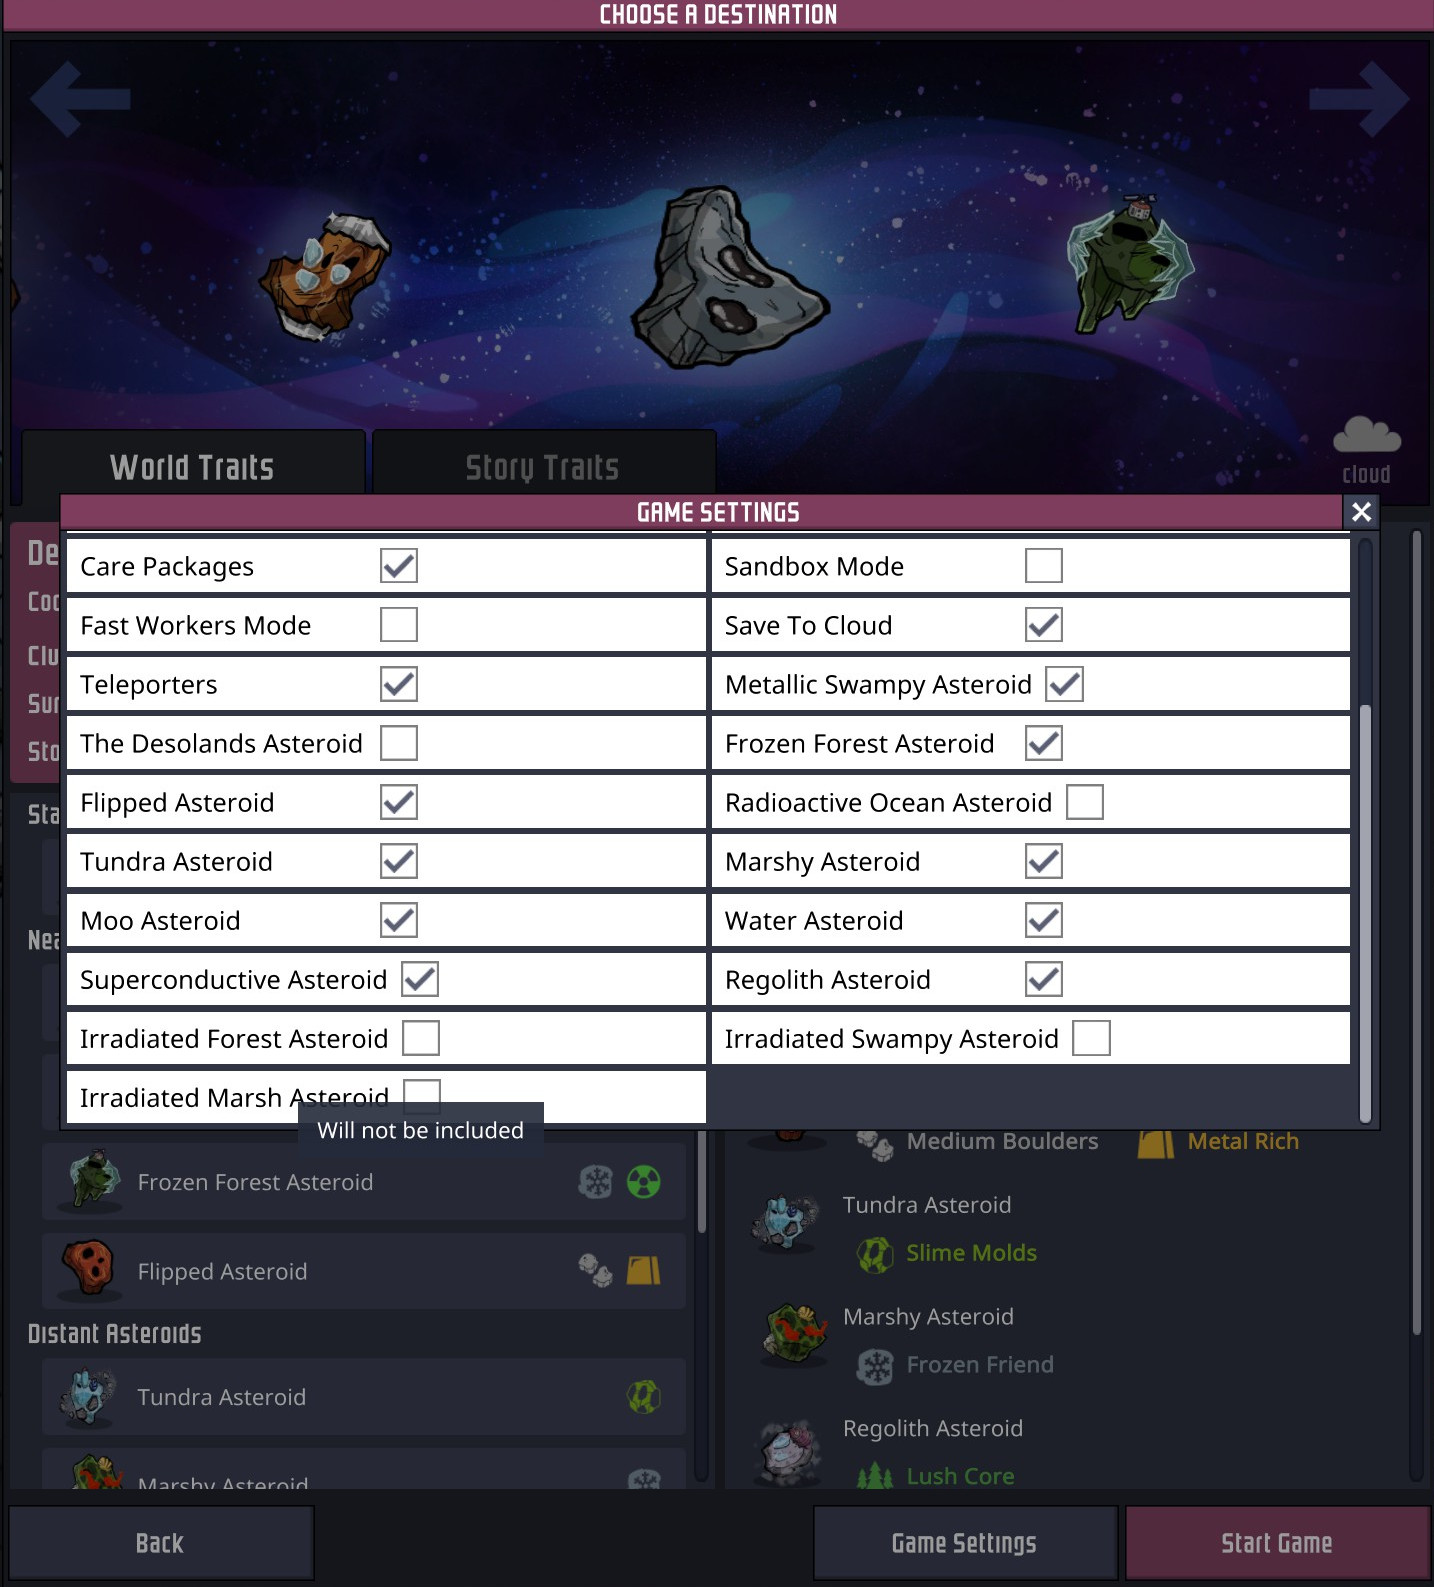 CHOOSE A DESTINATION
World Traits
Story Traits
cloud
GAME SETTINGS
Care Packages
Sandbox Mode
Fast Workers Mode
Save To Cloud
Teleporters
Metallic Swampy Asteroid
The Desolands Asteroid
Frozen Forest Asteroid
Flipped Asteroid
Radioactive Ocean Asteroid
Tundra Asteroid
Marshy Asteroid
Moo Asteroid
Water Asteroid
Superconductive Asteroid
Regolith Asteroid
Irradiated Forest Asteroid
Irradiated Swampy Asteroid
Irradiated Marsh Asteroid
Will not be included
Frozen Forest Asteroid
Flipped Asteroid
Distant Asteroids
Tundra Asteroid
Marshy Asteroid
Medium Boulders
Metal Rich
Tundra Asteroid
Slime Molds
Marshy Asteroid
Frozen Friend
Regolith Asteroid
Lush Core
Back
Game Settings
Start Game